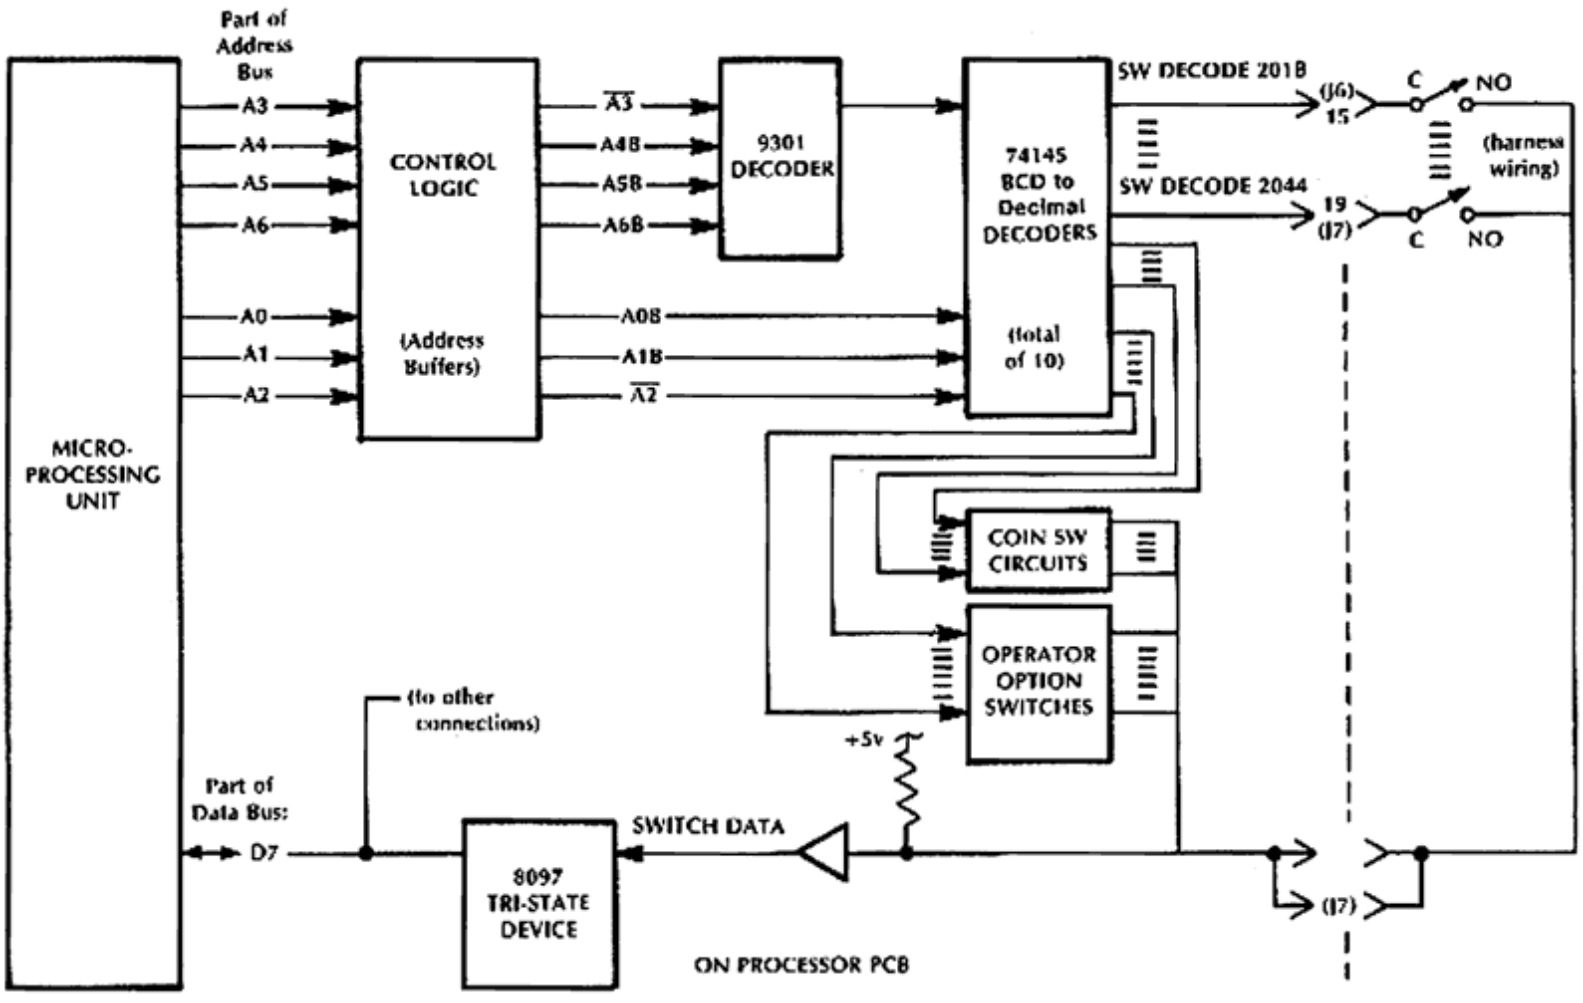 Part of
Address
Bus
A3
A4
A5
A6
A0
A1
A2
CONTROL
LOGIC
(Address
Buffers)
A̅3̅
A4B
A5B
A6B
A0B
A1B
A̅2̅
9301
DECODER
74145
BCD to
Decimal
DECODERS
(total
of 10)
SW DECODE 201B
(J6)
15
C
NO
(harness
wiring)
SW DECODE 2044
19
(J7)
C
NO
MICRO-
PROCESSING
UNIT
COIN SW
CIRCUITS
OPERATOR
OPTION
SWITCHES
(to other
connections)
+5v
Part of
Data Bus:
D7
8097
TRI-STATE
DEVICE
SWITCH DATA
(J7)
ON PROCESSOR PCB